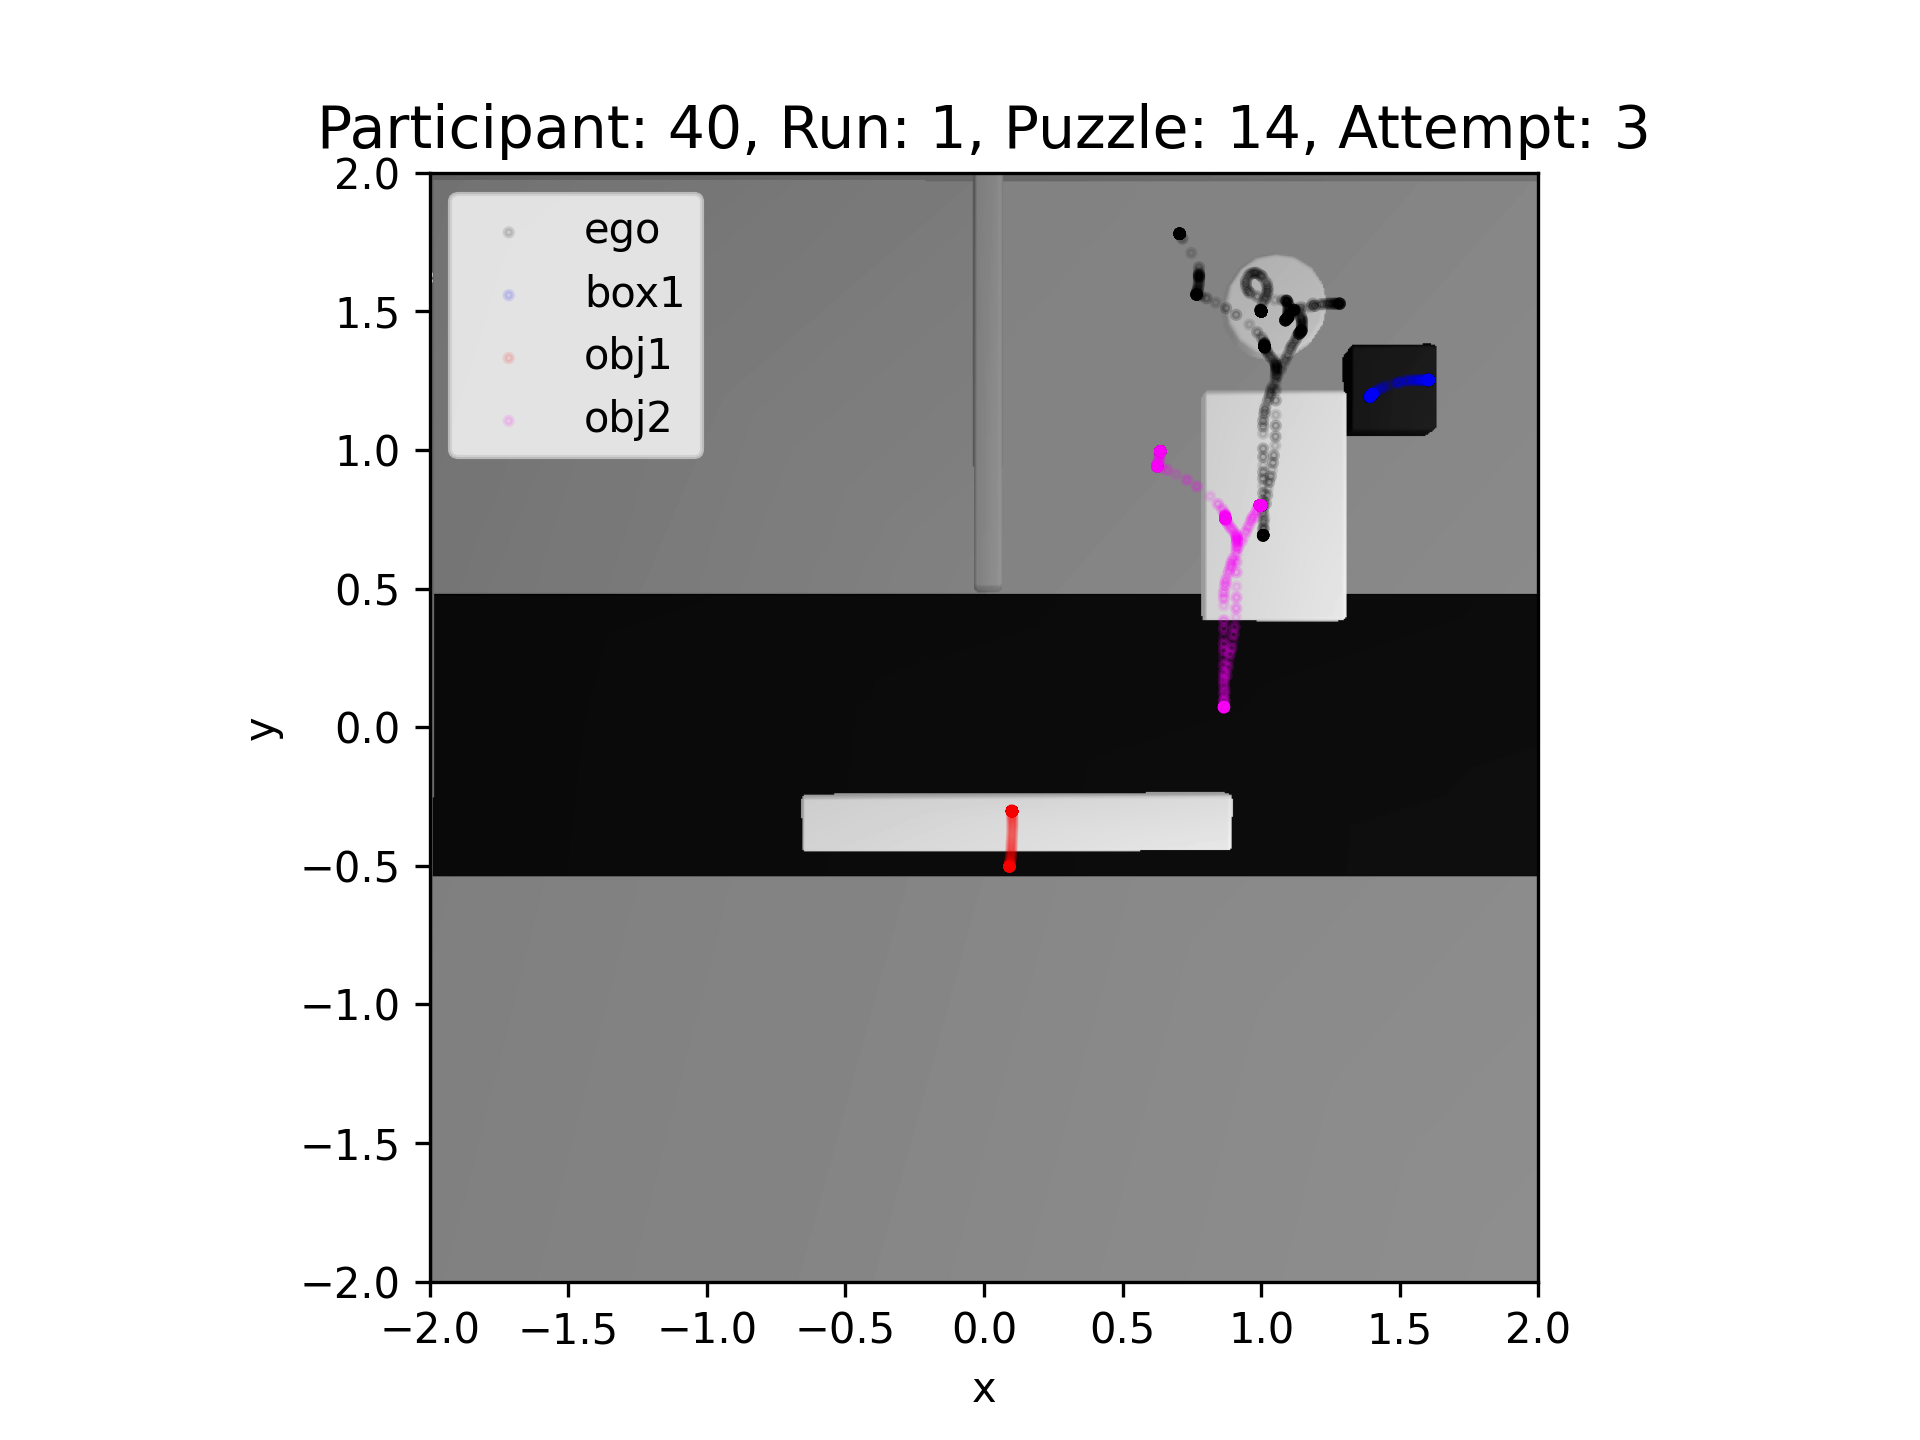 Participant: 40, Run: 1, Puzzle: 14, Attempt: 3
ego
box1
obj1
obj2
2.0
1.5
1.0
0.5
0.0
−0.5
−1.0
−1.5
−2.0
y
−2.0 −1.5 −1.0 −0.5 0.0 0.5 1.0 1.5 2.0
x